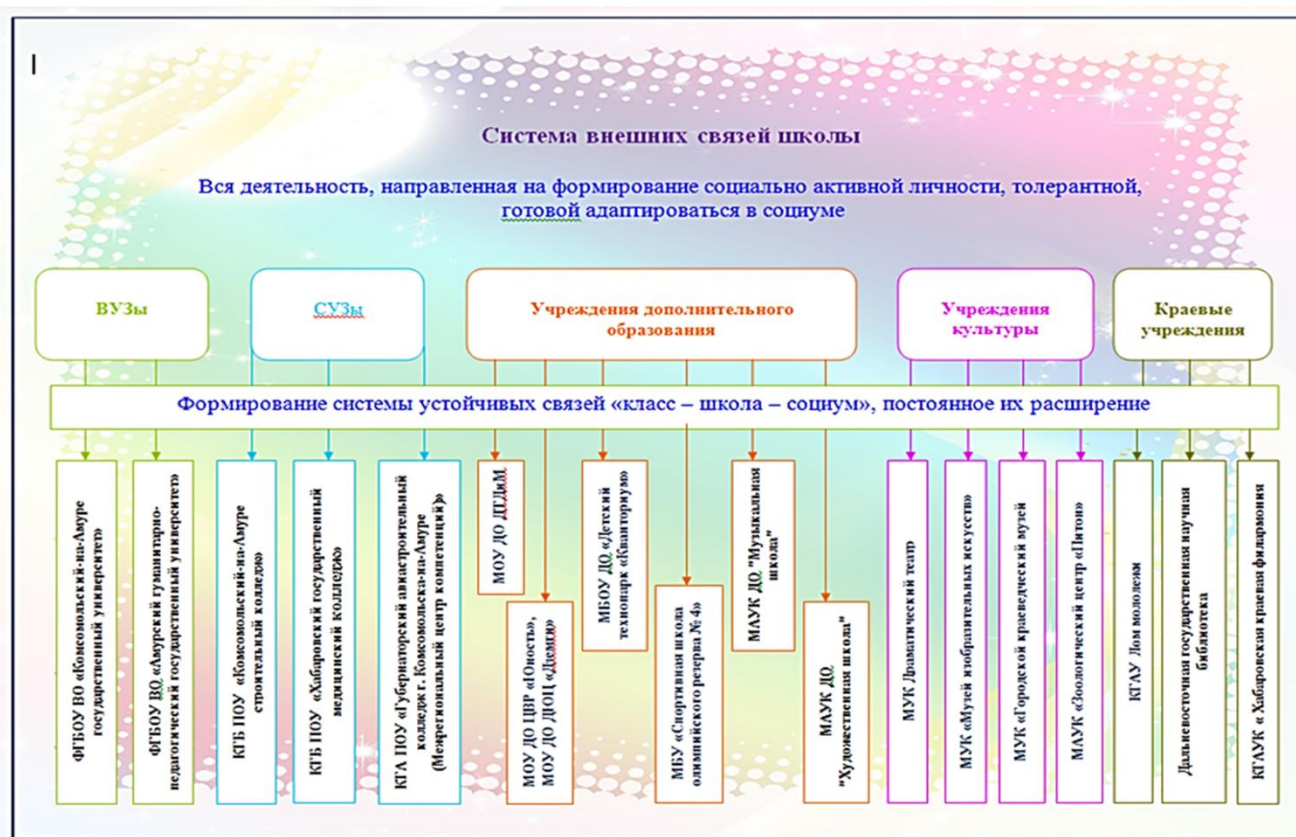 Система внешних связей школы
Вся деятельность, направленная на формирование социально активной личности, толерантной,
готовой адаптироваться в социуме
ВУЗы
СУЗы
Учреждения дополнительного
образования
Учреждения
культуры
Краевые
учреждения
Формирование системы устойчивых связей «класс – школа – социум», постоянное их расширение
ФГБОУ ВО «Комсомольский-на-Амуре
государственный университет»
ФГБОУ ВО «Амурский гуманитарно-
педагогический государственный университет»
КГБ ПОУ «Комсомольский-на-Амуре
строительный колледж»
КГБ ПОУ «Хабаровский государственный
медицинский колледж»
КГА ПОУ «Губернаторский авиастроительный
колледж г. Комсомольска-на-Амуре
(Межрегиональный центр компетенций)»
МОУ ДО ДТДиМ
МОУ ДО ЦВР «Юность»,
МОУ ДО ДЮЦ «Дземги»
МБОУ ДО «Детский
технопарк «Кванториум»
МБУ «Спортивная школа
олимпийского резерва № 4»
МАУК ДО "Музыкальная
школа"
МАУК ДО
"Художественная школа"
МУК Драматический театр
МУК «Музей изобразительных искусств»
МУК «Городской краеведческий музей
МАУК «Зоологический центр «Питон»
КГАУ Дом молодежи
Дальневосточная государственная научная
библиотека
КГАУК « Хабаровская краевая филармония